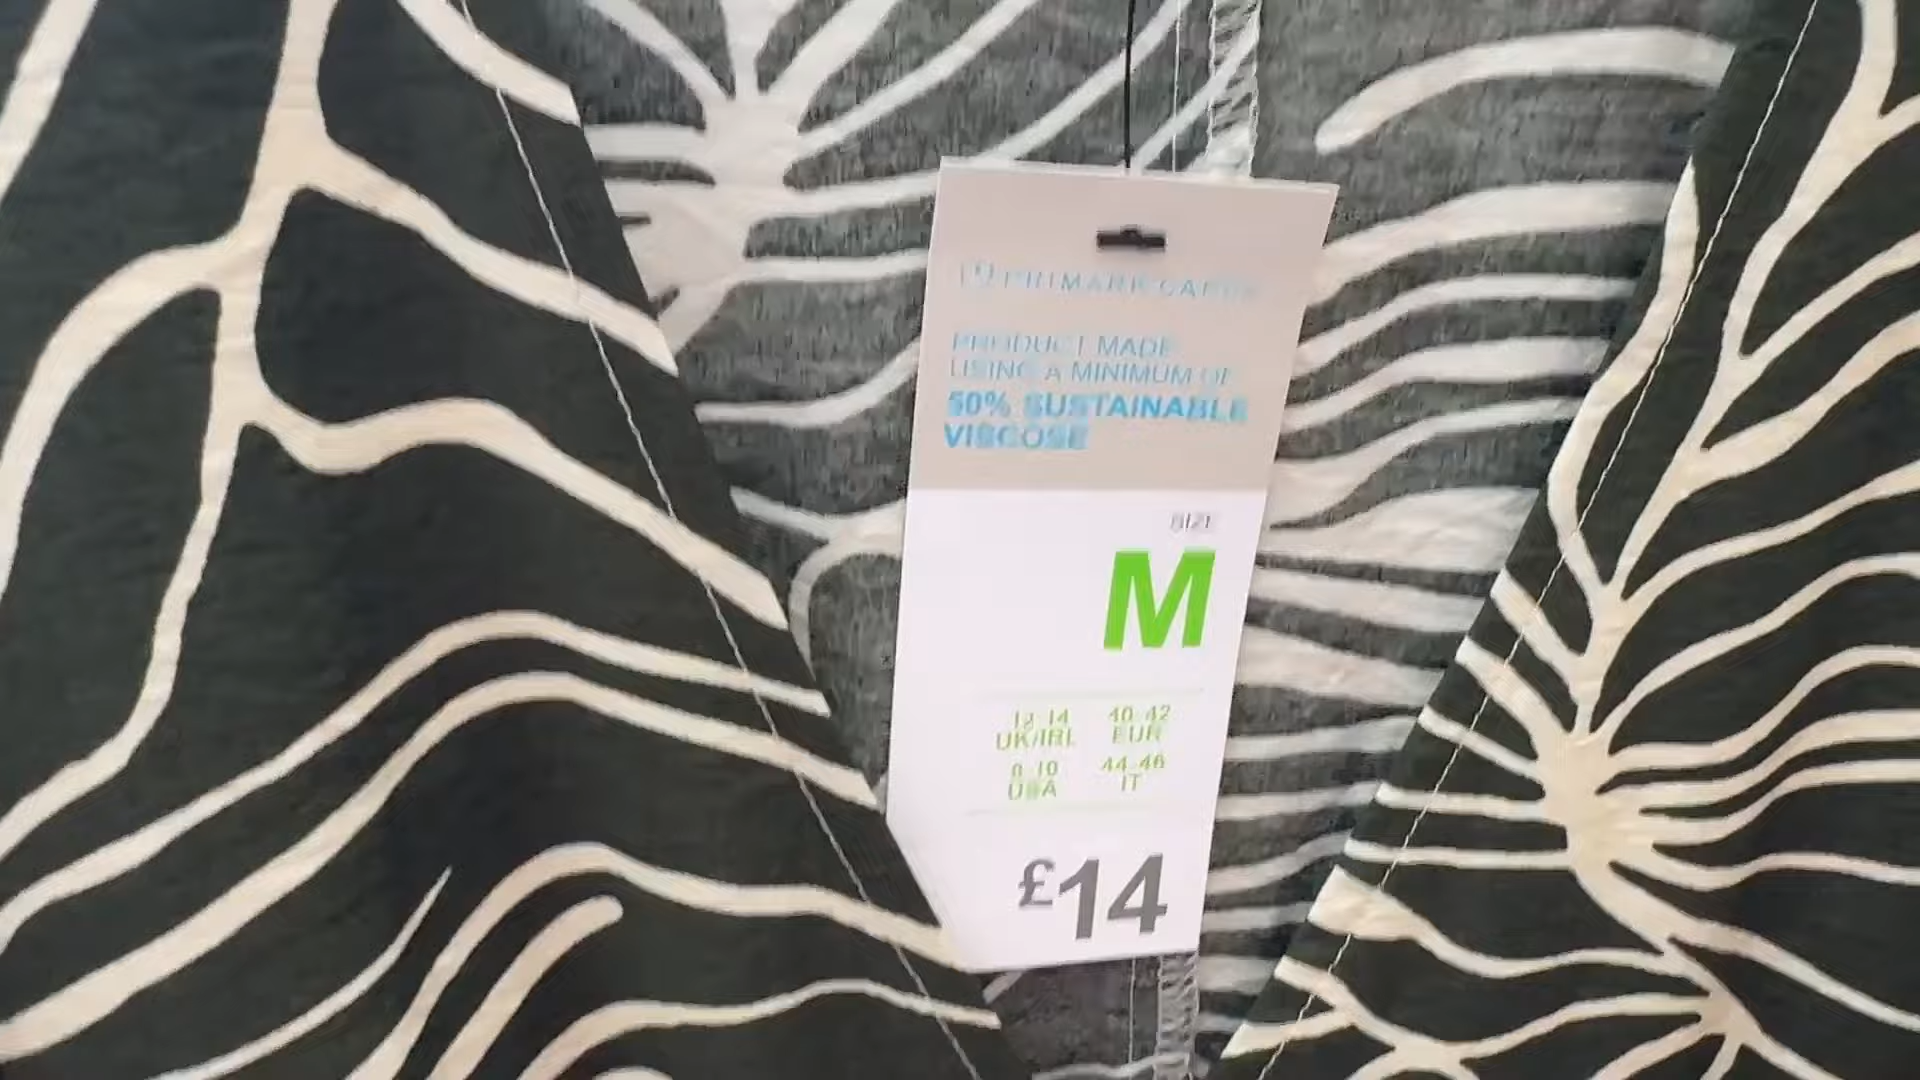 PRIMARK CARES
PRODUCT MADE
USING A MINIMUM OF
50% SUSTAINABLE
VISCOSE
SIZE
M
12-14 40-42
UK/IRL EUR
8-10 44-46
USA IT
£14